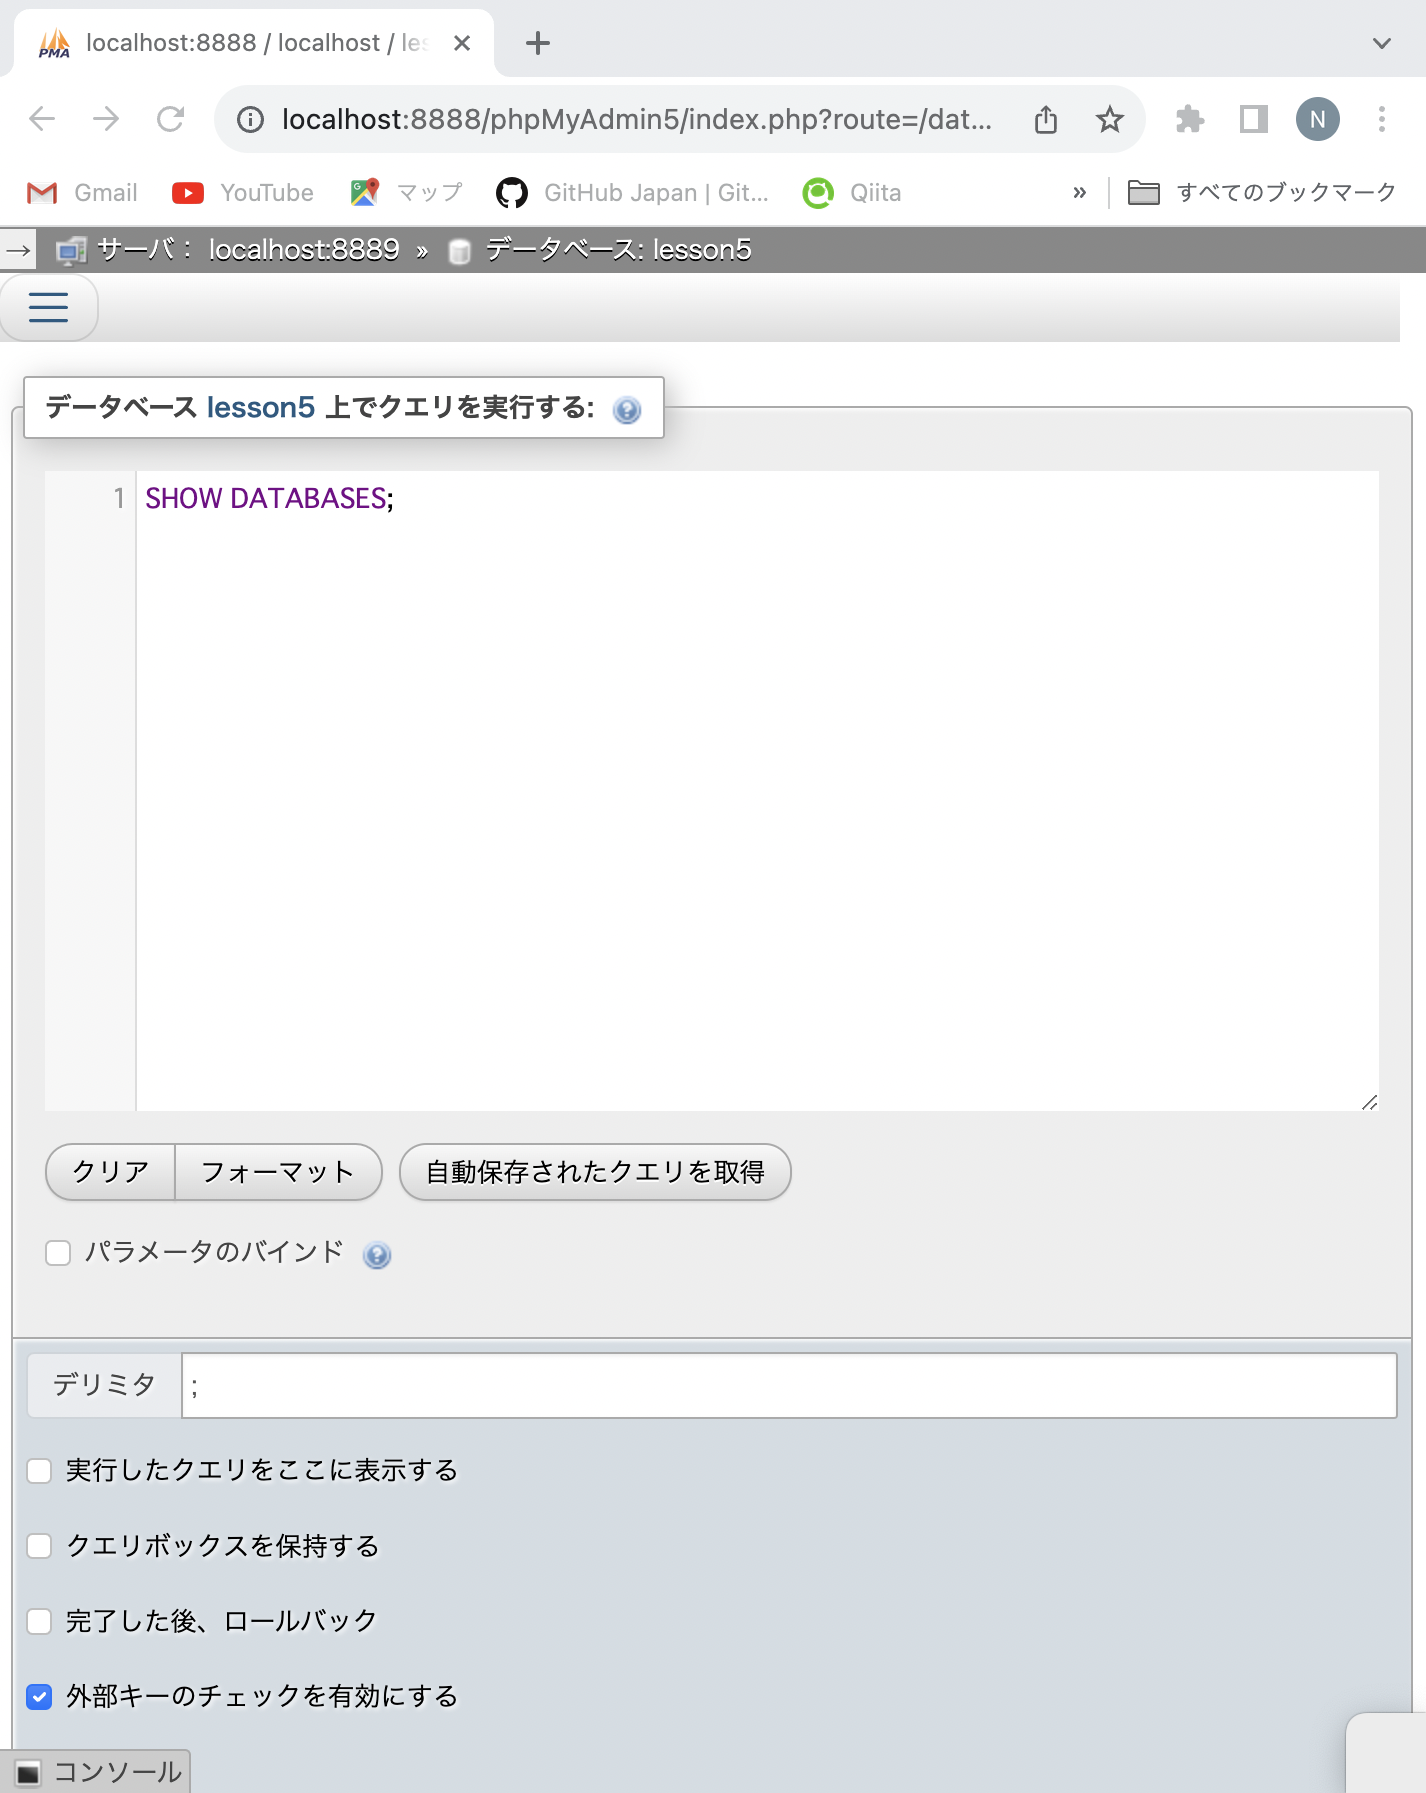 PMA localhost:8888 / localhost / les
localhost:8888/phpMyAdmin5/index.php?route=/dat... N
Gmail YouTube マップ GitHub Japan | Git... Qiita » すべてのブックマーク
→ サーバ： localhost:8889 » データベース: lesson5
データベース lesson5 上でクエリを実行する:
1 SHOW DATABASES;
クリア フォーマット 自動保存されたクエリを取得
パラメータのバインド
デリミタ ;
実行したクエリをここに表示する
クエリボックスを保持する
完了した後、ロールバック
外部キーのチェックを有効にする
コンソール